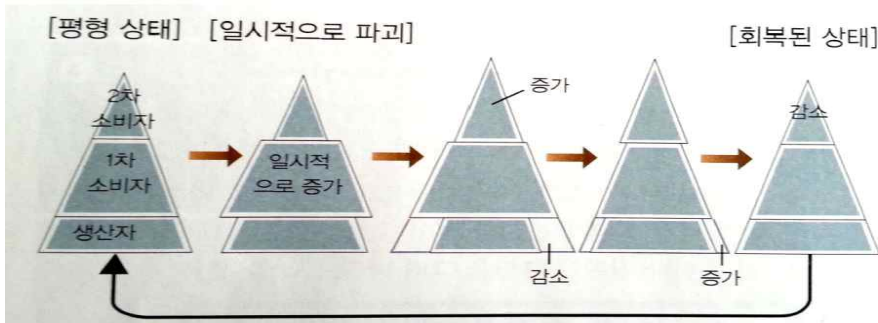 [평형 상태]
[일시적으로 파괴]
[회복된 상태]
2차
소비자
1차
소비자
생산자
일시적
으로 증가
증가
감소
증가
감소